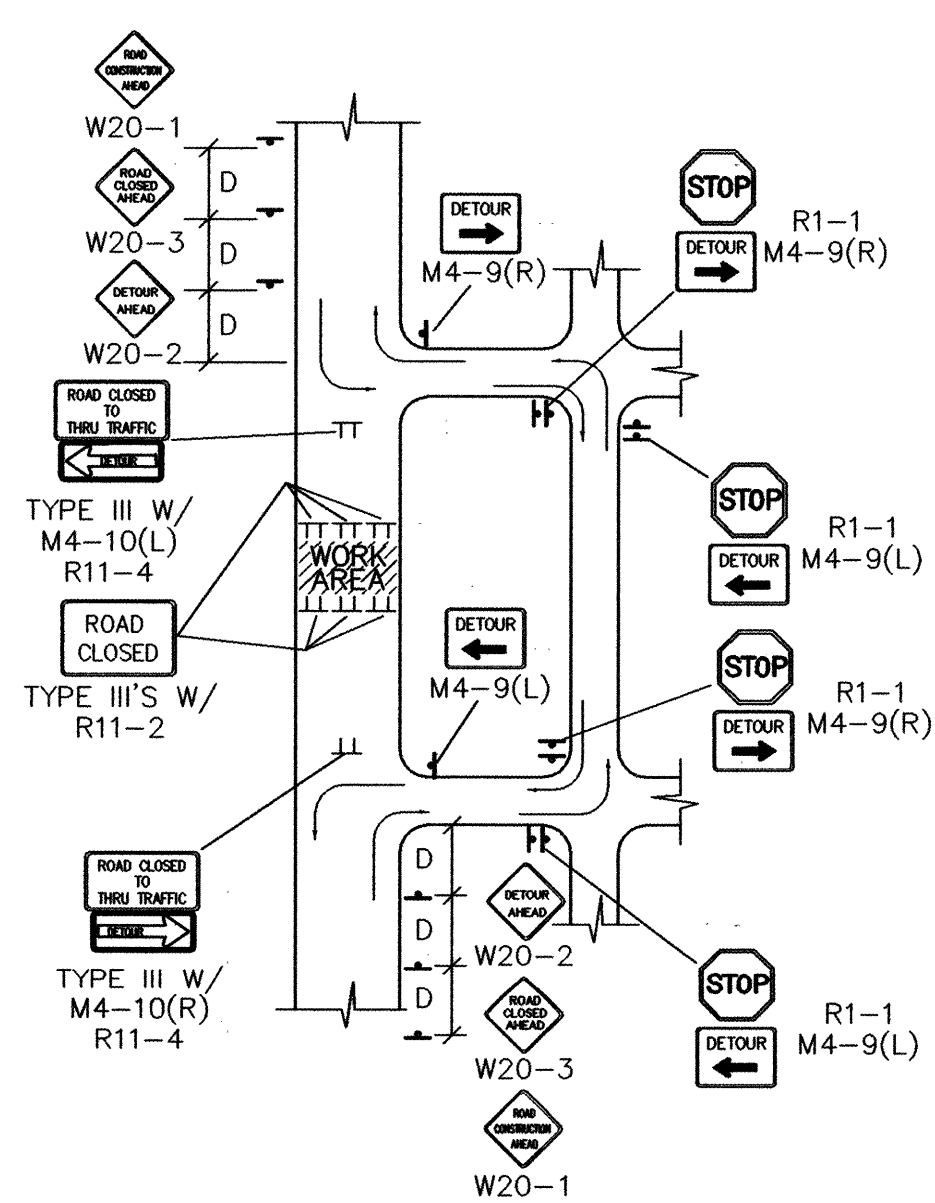 ROAD
CONSTRUCTION
AHEAD
W20-1
ROAD
CLOSED
AHEAD
W20-3
DETOUR
AHEAD
W20-2
D
D
D
DETOUR
M4-9(R)
STOP
R1-1
DETOUR
M4-9(R)
ROAD CLOSED
TO
THRU TRAFFIC
DETOUR
TYPE III W/
M4-10(L)
R11-4
STOP
R1-1
DETOUR
M4-9(L)
WORK
AREA
ROAD
CLOSED
TYPE III'S W/
R11-2
DETOUR
M4-9(L)
STOP
R1-1
DETOUR
M4-9(R)
ROAD CLOSED
TO
THRU TRAFFIC
DETOUR
TYPE III W/
M4-10(R)
R11-4
D
D
D
DETOUR
AHEAD
W20-2
ROAD
CLOSED
AHEAD
W20-3
ROAD
CONSTRUCTION
AHEAD
W20-1
STOP
R1-1
DETOUR
M4-9(L)